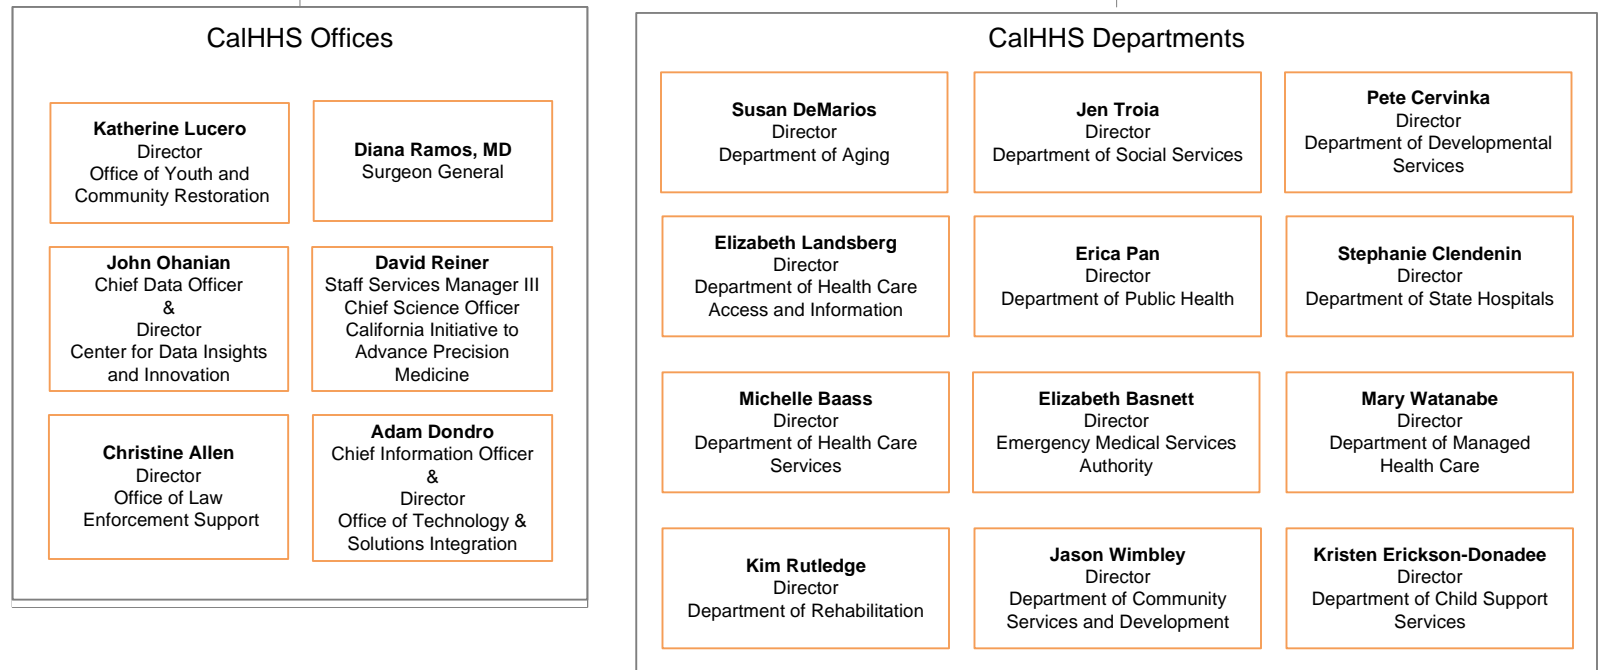 CalHHS Offices
Katherine Lucero
Director
Office of Youth and
Community Restoration
Diana Ramos, MD
Surgeon General
John Ohanian
Chief Data Officer
&
Director
Center for Data Insights
and Innovation
David Reiner
Staff Services Manager III
Chief Science Officer
California Initiative to
Advance Precision
Medicine
Christine Allen
Director
Office of Law
Enforcement Support
Adam Dondro
Chief Information Officer
&
Director
Office of Technology &
Solutions Integration
CalHHS Departments
Susan DeMarios
Director
Department of Aging
Jen Troia
Director
Department of Social Services
Pete Cervinka
Director
Department of Developmental
Services
Elizabeth Landsberg
Director
Department of Health Care
Access and Information
Erica Pan
Director
Department of Public Health
Stephanie Clendenin
Director
Department of State Hospitals
Michelle Baass
Director
Department of Health Care
Services
Elizabeth Basnett
Director
Emergency Medical Services
Authority
Mary Watanabe
Director
Department of Managed
Health Care
Kim Rutledge
Director
Department of Rehabilitation
Jason Wimbley
Director
Department of Community
Services and Development
Kristen Erickson-Donadee
Director
Department of Child Support
Services